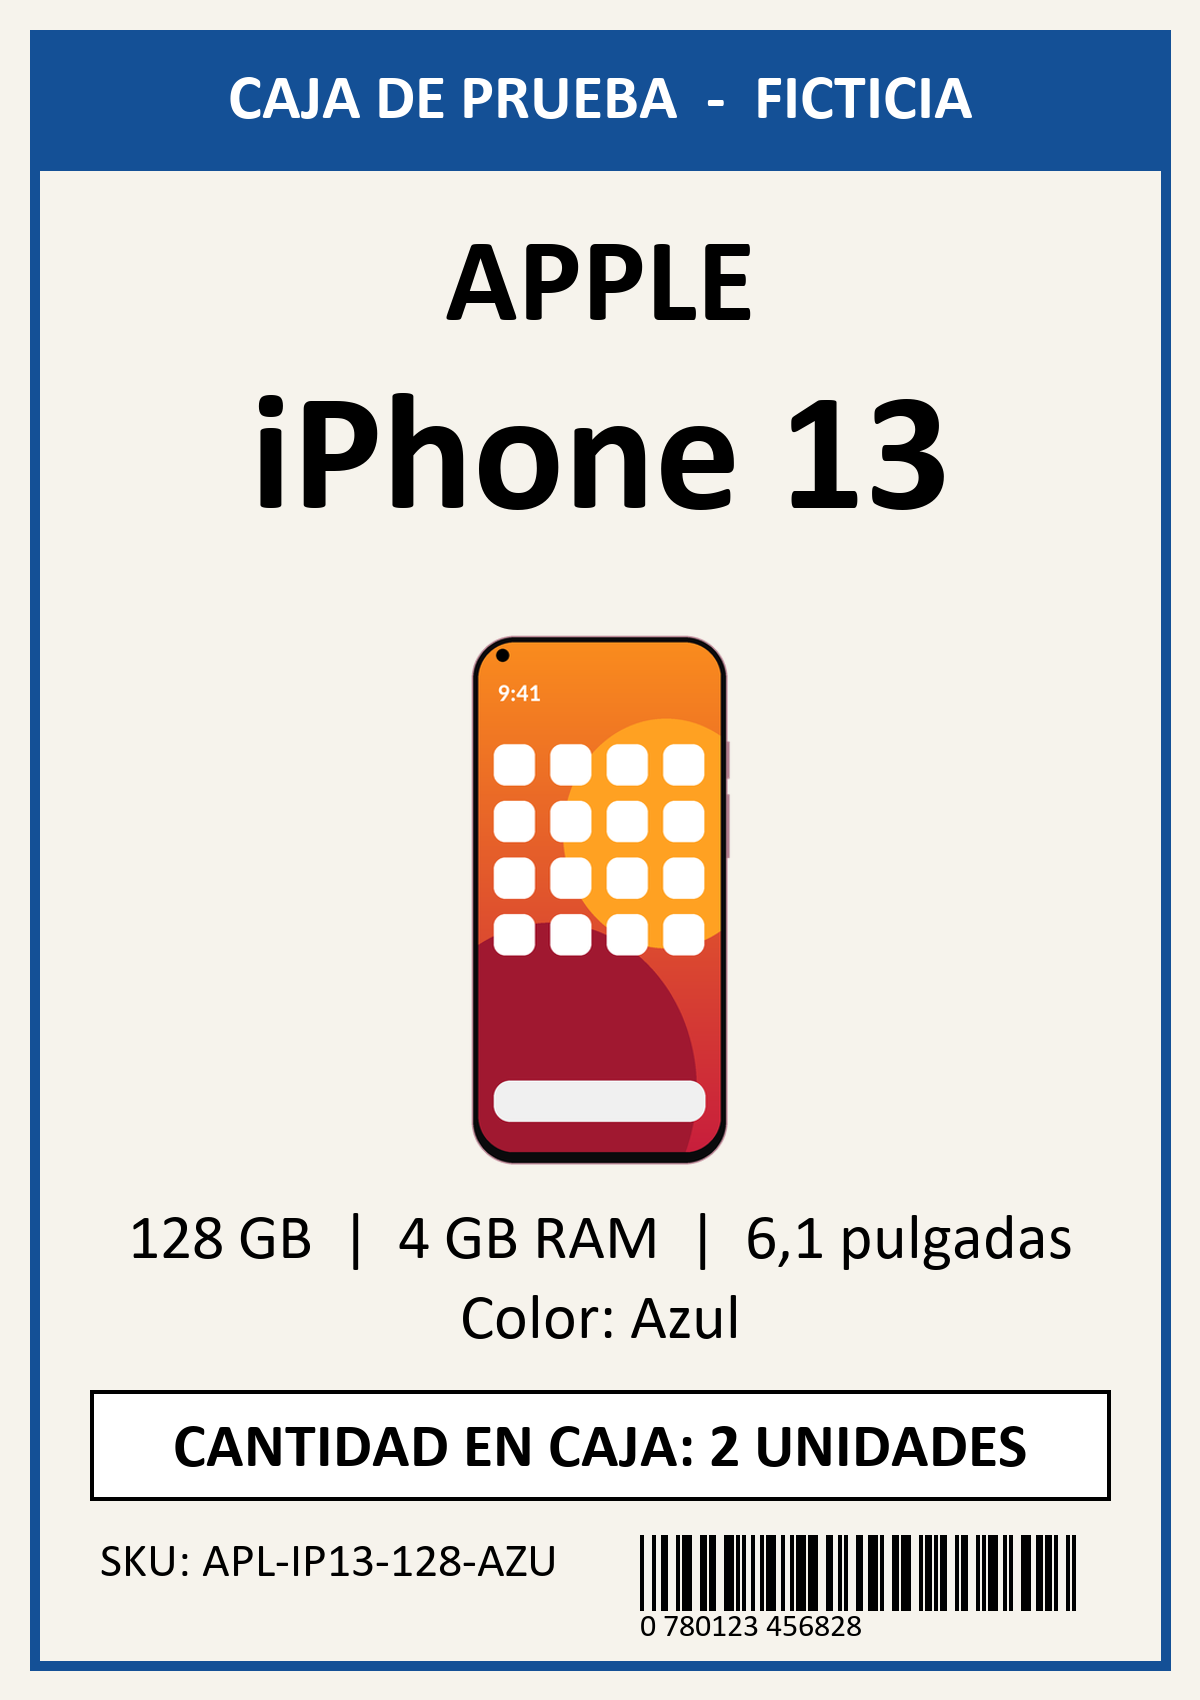 CAJA DE PRUEBA - FICTICIA
APPLE
iPhone 13
9:41
128 GB | 4 GB RAM | 6,1 pulgadas
Color: Azul
CANTIDAD EN CAJA: 2 UNIDADES
SKU: APL-IP13-128-AZU
0 780123 456828